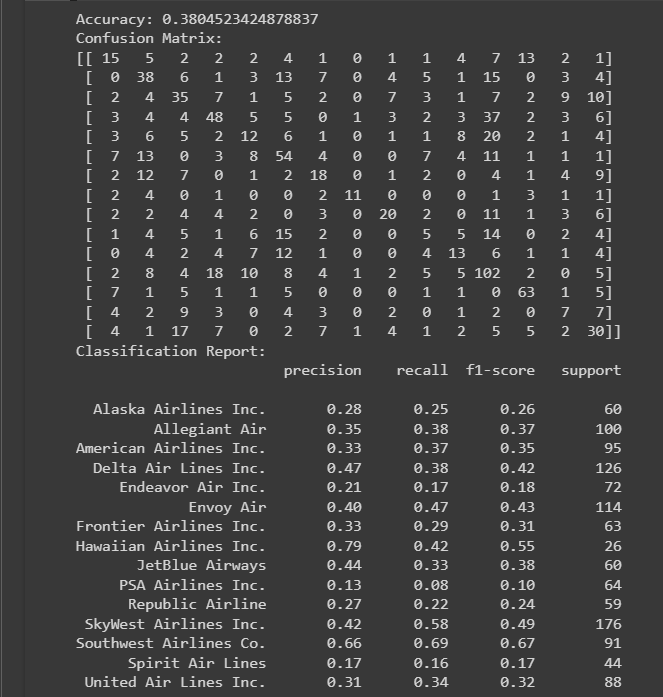 Accuracy: 0.3804523424878837
Confusion Matrix:
[[ 15 5 2 2 2 4 1 0 1 1 4 7 13 2 1]
[ 0 38 6 1 3 13 7 0 4 5 1 15 0 3 4]
[ 2 4 35 7 1 5 2 0 7 3 1 7 2 9 10]
[ 3 4 4 48 5 5 0 1 3 2 3 37 2 3 6]
[ 3 6 5 2 12 6 1 0 1 1 8 20 2 1 4]
[ 7 13 0 3 8 54 4 0 0 7 4 11 1 1 1]
[ 2 12 7 0 1 2 18 0 1 2 0 4 1 4 9]
[ 2 4 0 1 0 0 2 11 0 0 0 1 3 1 1]
[ 2 2 4 4 2 0 3 0 20 2 0 11 1 3 6]
[ 1 4 5 1 6 15 2 0 0 5 5 14 0 2 4]
[ 0 4 2 4 7 12 1 0 0 4 13 6 1 1 4]
[ 2 8 4 18 10 8 4 1 2 5 5 102 2 0 5]
[ 7 1 5 1 1 5 0 0 0 1 1 0 63 1 5]
[ 4 2 9 3 0 4 3 0 2 0 1 2 0 7 7]
[ 4 1 17 7 0 2 7 1 4 1 2 5 5 2 30]]
Classification Report:
precision recall f1-score support
Alaska Airlines Inc. 0.28 0.25 0.26 60
Allegiant Air 0.35 0.38 0.37 100
American Airlines Inc. 0.33 0.37 0.35 95
Delta Air Lines Inc. 0.47 0.38 0.42 126
Endeavor Air Inc. 0.21 0.17 0.18 72
Envoy Air 0.40 0.47 0.43 114
Frontier Airlines Inc. 0.33 0.29 0.31 63
Hawaiian Airlines Inc. 0.79 0.42 0.55 26
JetBlue Airways 0.44 0.33 0.38 60
PSA Airlines Inc. 0.13 0.08 0.10 64
Republic Airline 0.27 0.22 0.24 59
SkyWest Airlines Inc. 0.42 0.58 0.49 176
Southwest Airlines Co. 0.66 0.69 0.67 91
Spirit Air Lines 0.17 0.16 0.17 44
United Air Lines Inc. 0.31 0.34 0.32 88